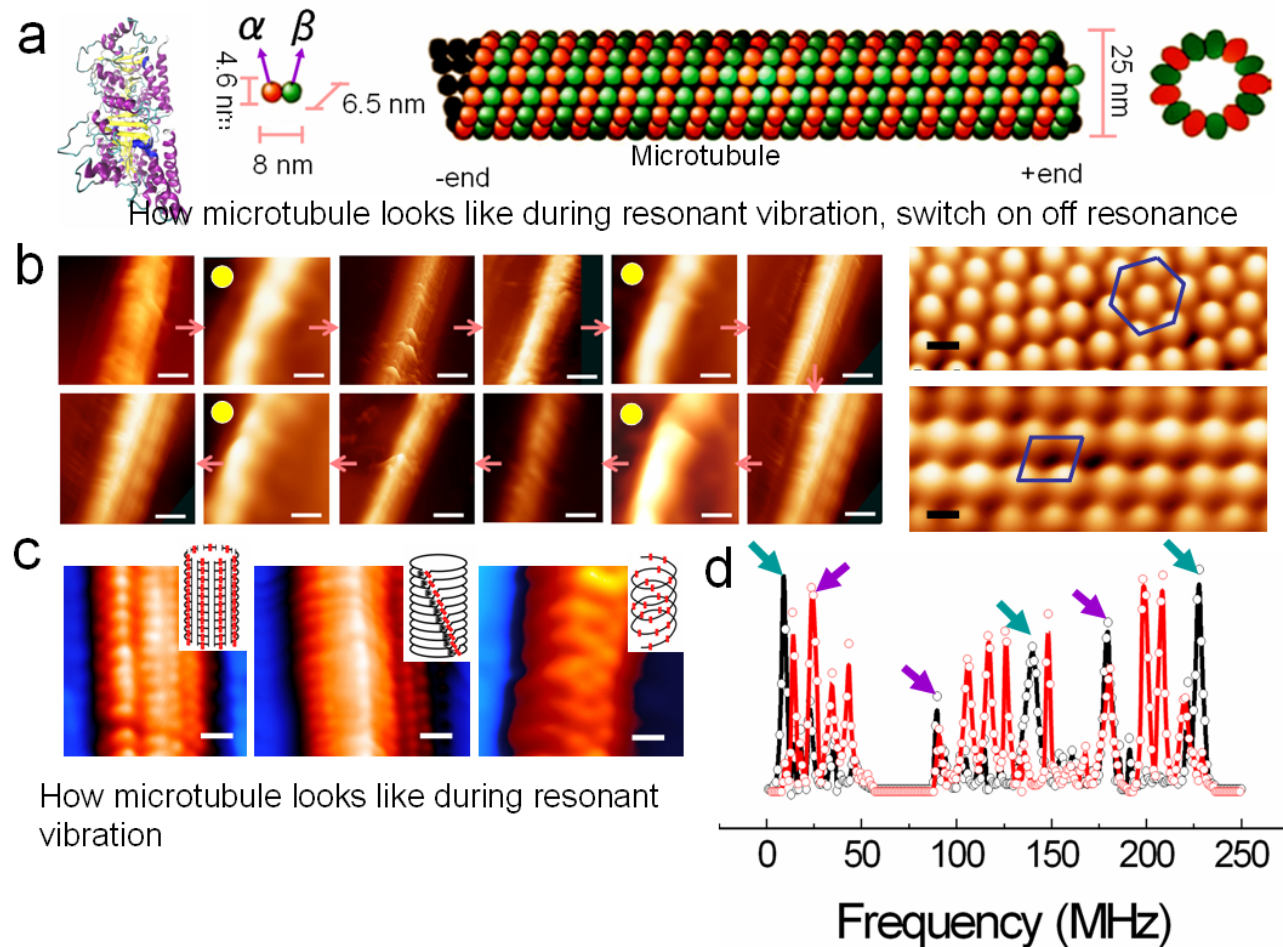 a
α β
4.6 nm
6.5 nm
8 nm
25 nm
Microtubule
-end
+end
How microtubule looks like during resonant vibration, switch on off resonance
b
c
How microtubule looks like during resonant
vibration
d
0 50 100 150 200 250
Frequency (MHz)